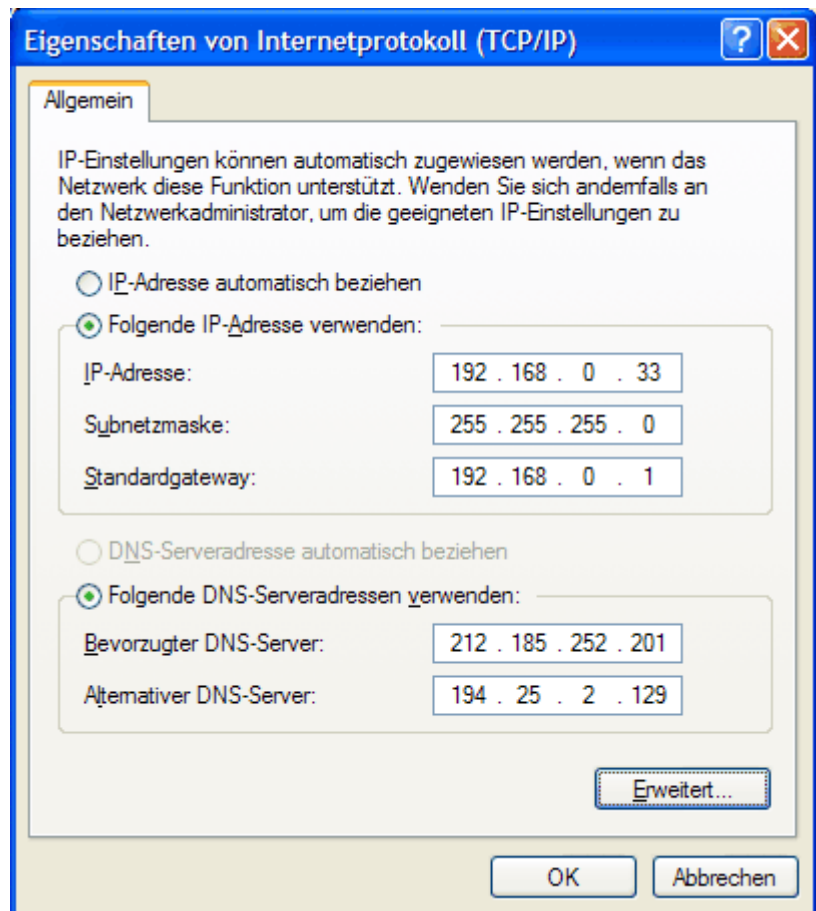 Eigenschaften von Internetprotokoll (TCP/IP)
Allgemein
IP-Einstellungen können automatisch zugewiesen werden, wenn das
Netzwerk diese Funktion unterstützt. Wenden Sie sich andernfalls an
den Netzwerkadministrator, um die geeigneten IP-Einstellungen zu
beziehen.
IP-Adresse automatisch beziehen
Folgende IP-Adresse verwenden:
IP-Adresse: 192 . 168 . 0 . 33
Subnetzmaske: 255 . 255 . 255 . 0
Standardgateway: 192 . 168 . 0 . 1
DNS-Serveradresse automatisch beziehen
Folgende DNS-Serveradressen verwenden:
Bevorzugter DNS-Server: 212 . 185 . 252 . 201
Alternativer DNS-Server: 194 . 25 . 2 . 129
Erweitert...
OK Abbrechen